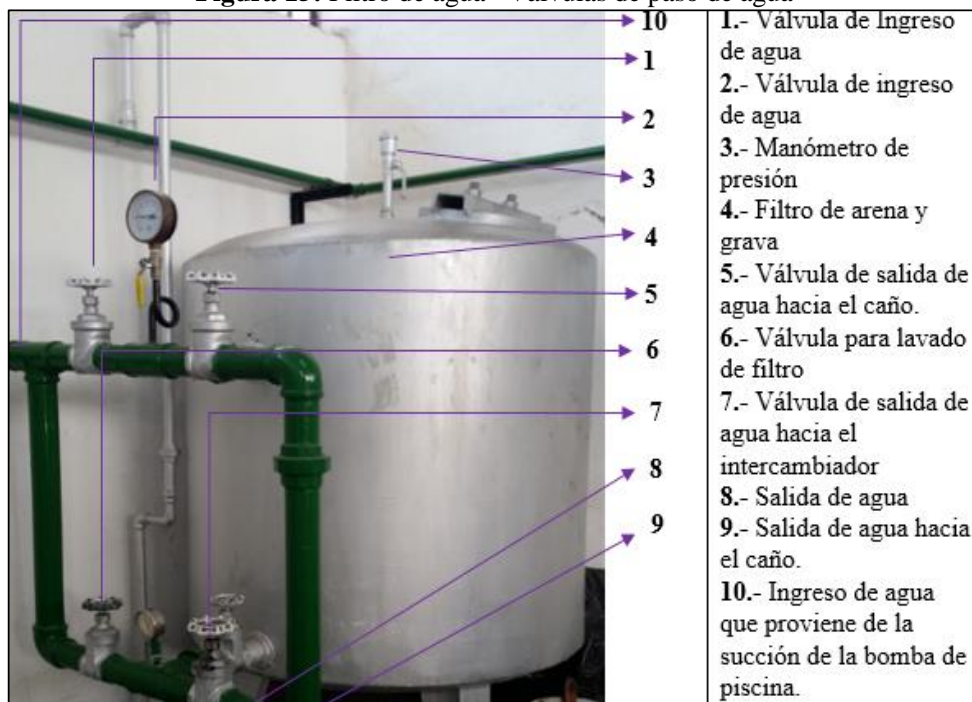 Figura 15. Filtro de agua - Válvulas de paso de agua
10
1
2
3
4
5
6
7
8
9
1.- Válvula de Ingreso
de agua
2.- Válvula de ingreso
de agua
3.- Manómetro de
presión
4.- Filtro de arena y
grava
5.- Válvula de salida de
agua hacia el caño.
6.- Válvula para lavado
de filtro
7.- Válvula de salida de
agua hacia el
intercambiador
8.- Salida de agua
9.- Salida de agua hacia
el caño.
10.- Ingreso de agua
que proviene de la
succión de la bomba de
piscina.